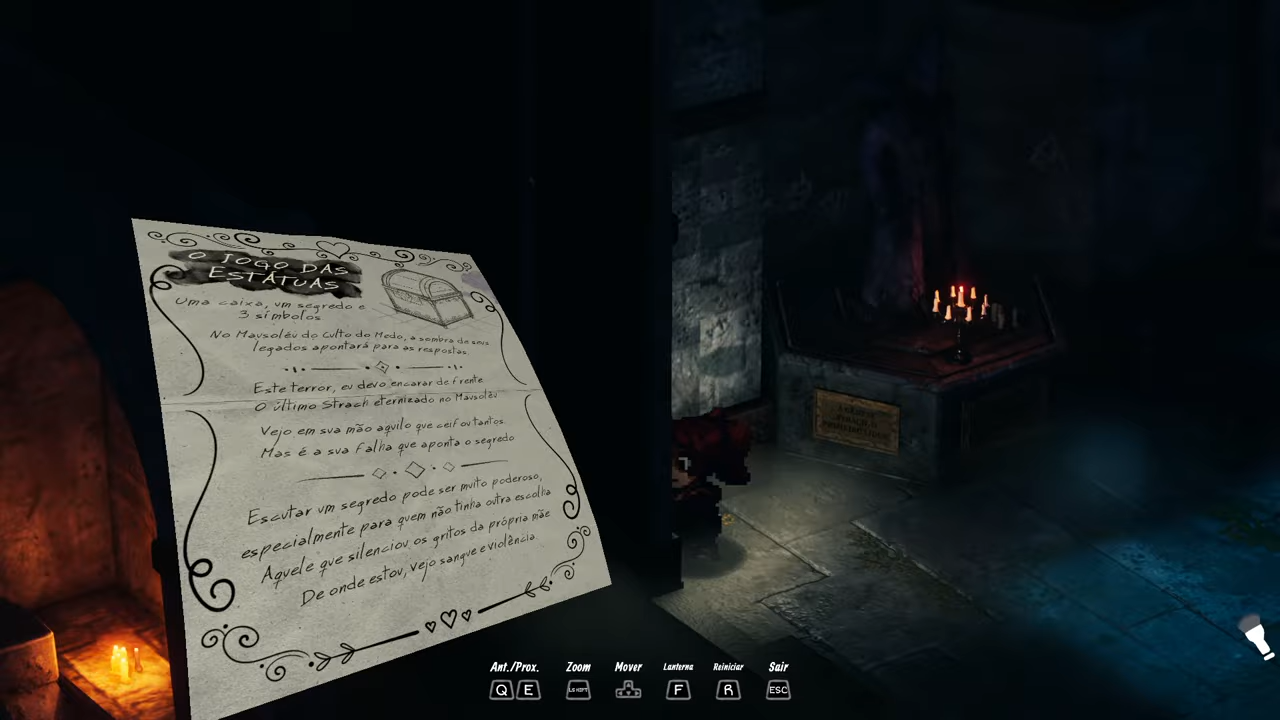 O JOGO DAS
ESTÁTUAS
Uma caixa, um segredo e
3 símbolos
No Mausoléu do Culto do Medo, a sombra de seus
legados apontará para as respostas.
Este terror, eu devo encarar de frente
O último Strach eternizado no Mausoléu
Vejo em sua mão aquilo que ceifou tantos.
Mas é a sua falha que aponta o segredo
Escutar um segredo pode ser muito poderoso,
especialmente para quem não tinha outra escolha
Aquele que silenciou os gritos da própria mãe
De onde estou, vejo sangue e violência.
Ant./Prox. Zoom Mover Lanterna Reiniciar Sair
Q E LS HIFT F R ESC